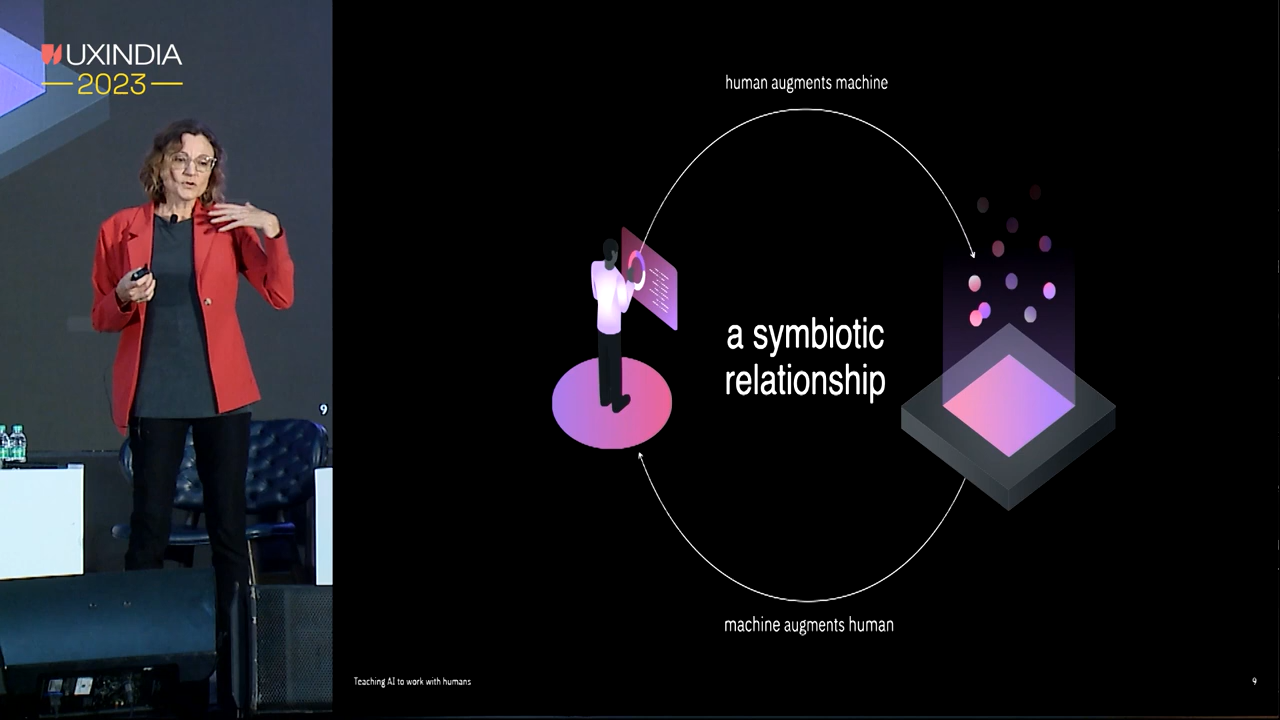 UXINDIA
2023
9
human augments machine
a symbiotic
relationship
machine augments human
Teaching AI to work with humans
9